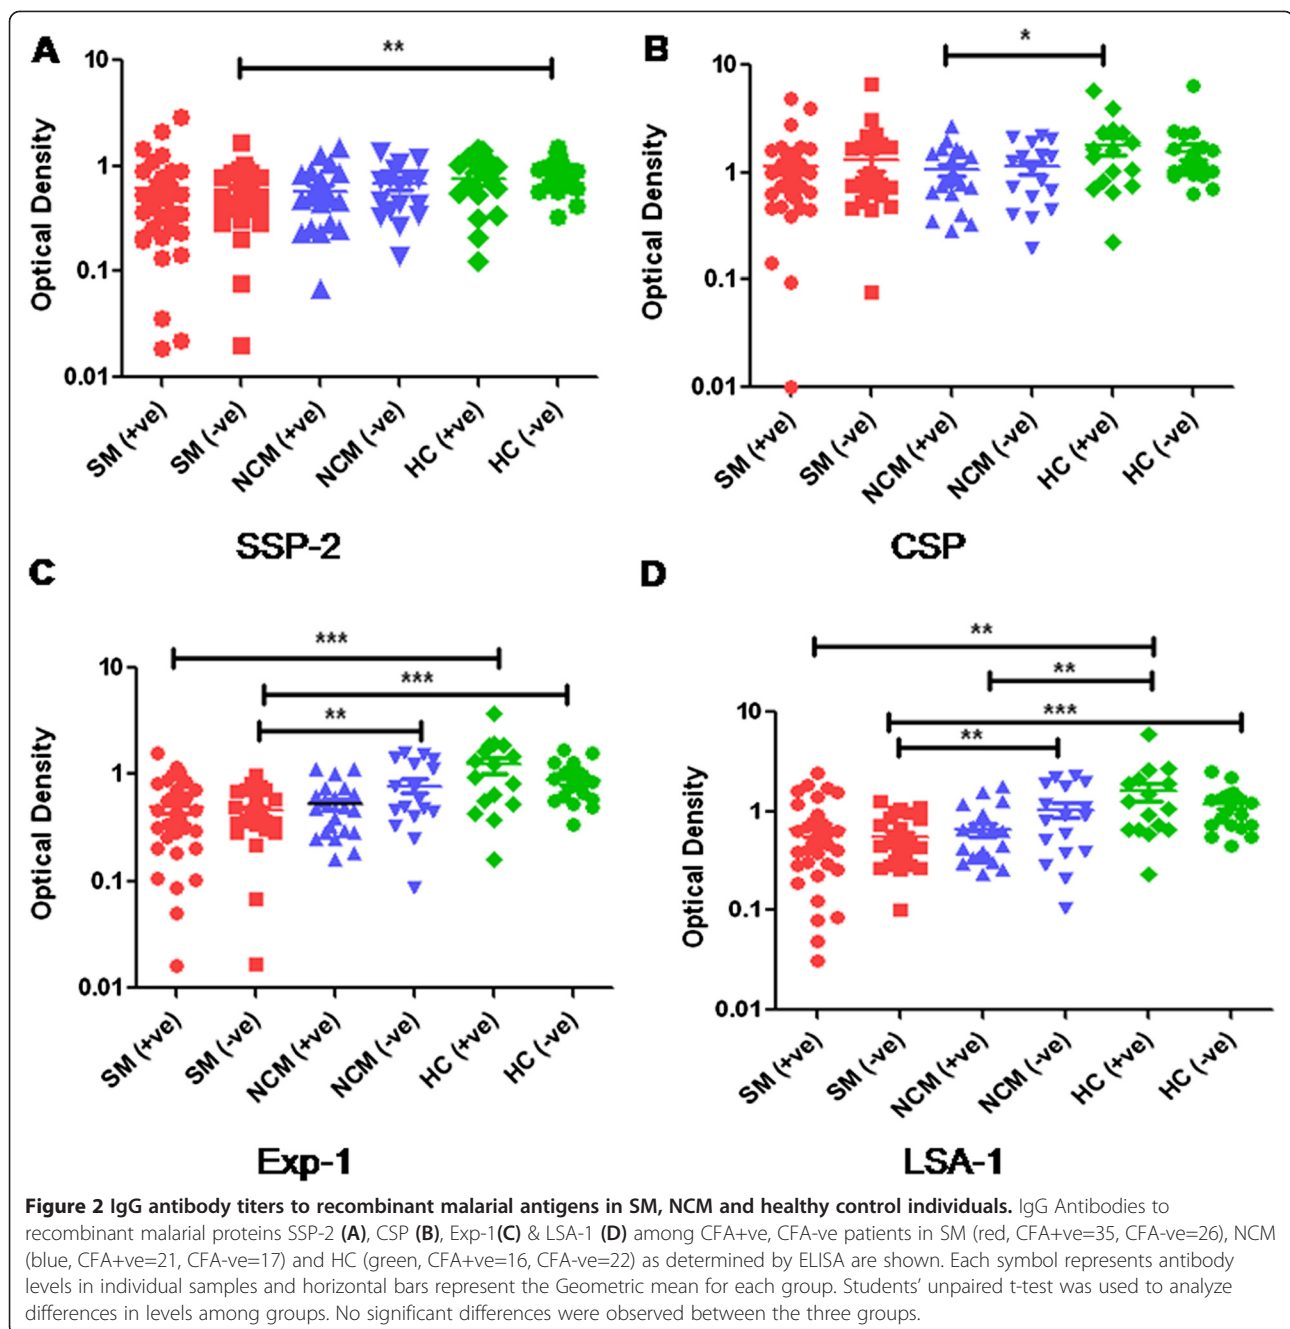 A
**
10
1
0.1
0.01
Optical Density
SM (+ve)
SM (-ve)
NCM (+ve)
NCM (-ve)
HC (+ve)
HC (-ve)
SSP-2
B
*
10
1
0.1
0.01
Optical Density
SM (+ve)
SM (-ve)
NCM (+ve)
NCM (-ve)
HC (+ve)
HC (-ve)
CSP
C
***
***
**
10
1
0.1
0.01
Optical Density
SM (+ve)
SM (-ve)
NCM (+ve)
NCM (-ve)
HC (+ve)
HC (-ve)
Exp-1
D
**
**
***
**
10
1
0.1
0.01
Optical Density
SM (+ve)
SM (-ve)
NCM (+ve)
NCM (-ve)
HC (+ve)
HC (-ve)
LSA-1
Figure 2 IgG antibody titers to recombinant malarial antigens in SM, NCM and healthy control individuals. IgG Antibodies to
recombinant malarial proteins SSP-2 (A), CSP (B), Exp-1(C) & LSA-1 (D) among CFA+ve, CFA-ve patients in SM (red, CFA+ve=35, CFA-ve=26), NCM
(blue, CFA+ve=21, CFA-ve=17) and HC (green, CFA+ve=16, CFA-ve=22) as determined by ELISA are shown. Each symbol represents antibody
levels in individual samples and horizontal bars represent the Geometric mean for each group. Students' unpaired t-test was used to analyze
differences in levels among groups. No significant differences were observed between the three groups.